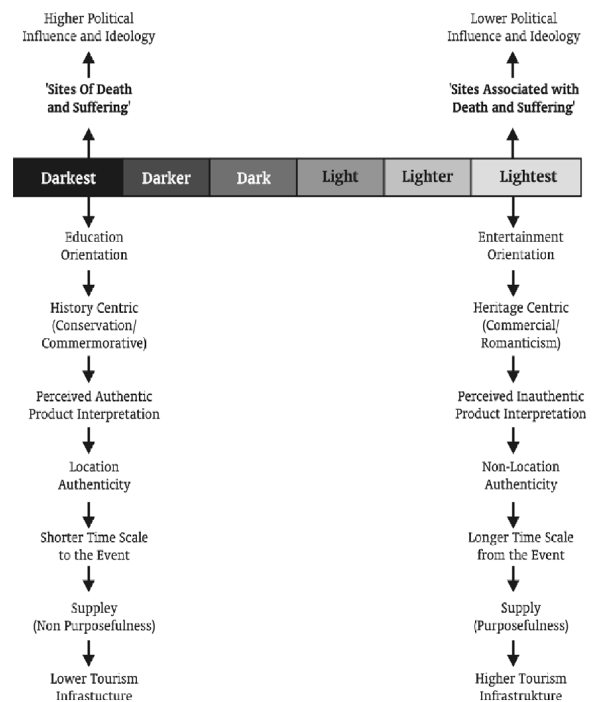 Higher Political
Influence and Ideology
Lower Political
Influence and Ideology
'Sites Of Death
and Suffering'
'Sites Associated with
Death and Suffering'
Darkest Darker Dark Light Lighter Lightest
Education
Orientation
Entertainment
Orientation
History Centric
(Conservation/
Commermorative)
Heritage Centric
(Commercial/
Romanticism)
Perceived Authentic
Product Interpretation
Perceived Inauthentic
Product Interpretation
Location
Authenticity
Non-Location
Authenticity
Shorter Time Scale
to the Event
Longer Time Scale
from the Event
Suppley
(Non Purposefulness)
Supply
(Purposefulness)
Lower Tourism
Infrastucture
Higher Tourism
Infrastrukture